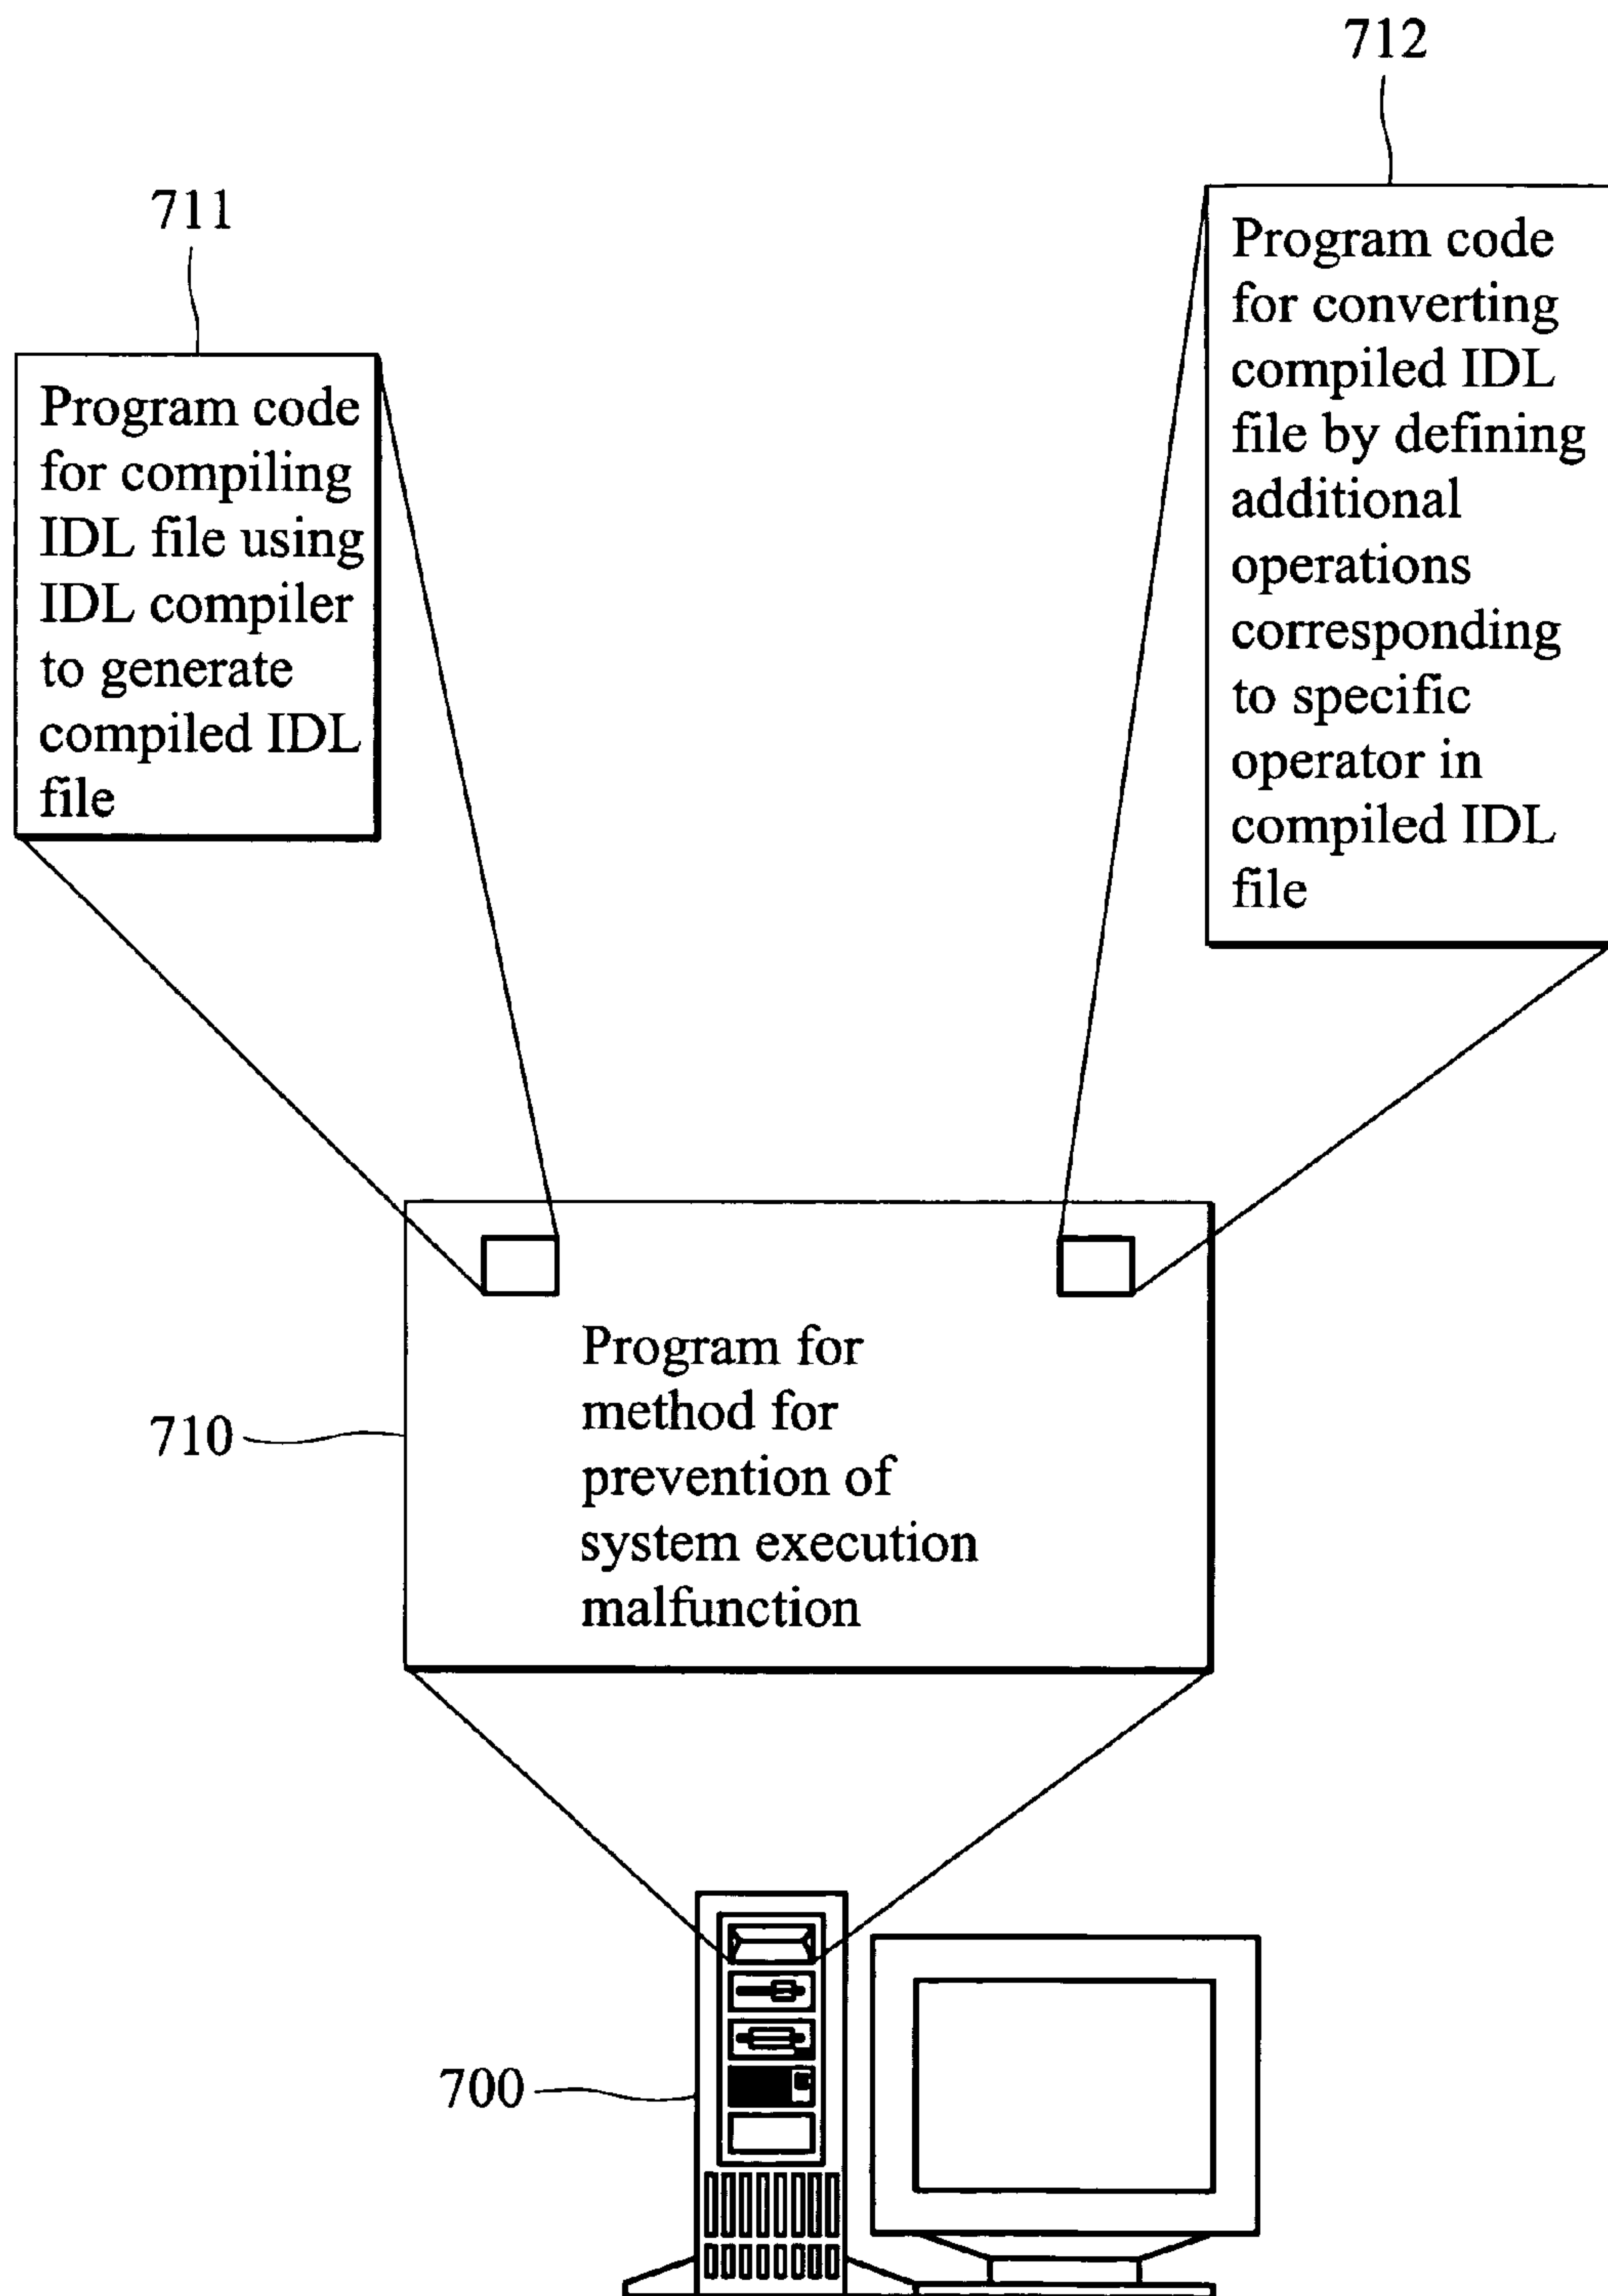 712
711
Program code
for converting
compiled IDL
file by defining
additional
operations
corresponding
to specific
operator in
compiled IDL
file
Program code
for compiling
IDL file using
IDL compiler
to generate
compiled IDL
file
710
Program for
method for
prevention of
system execution
malfunction
700